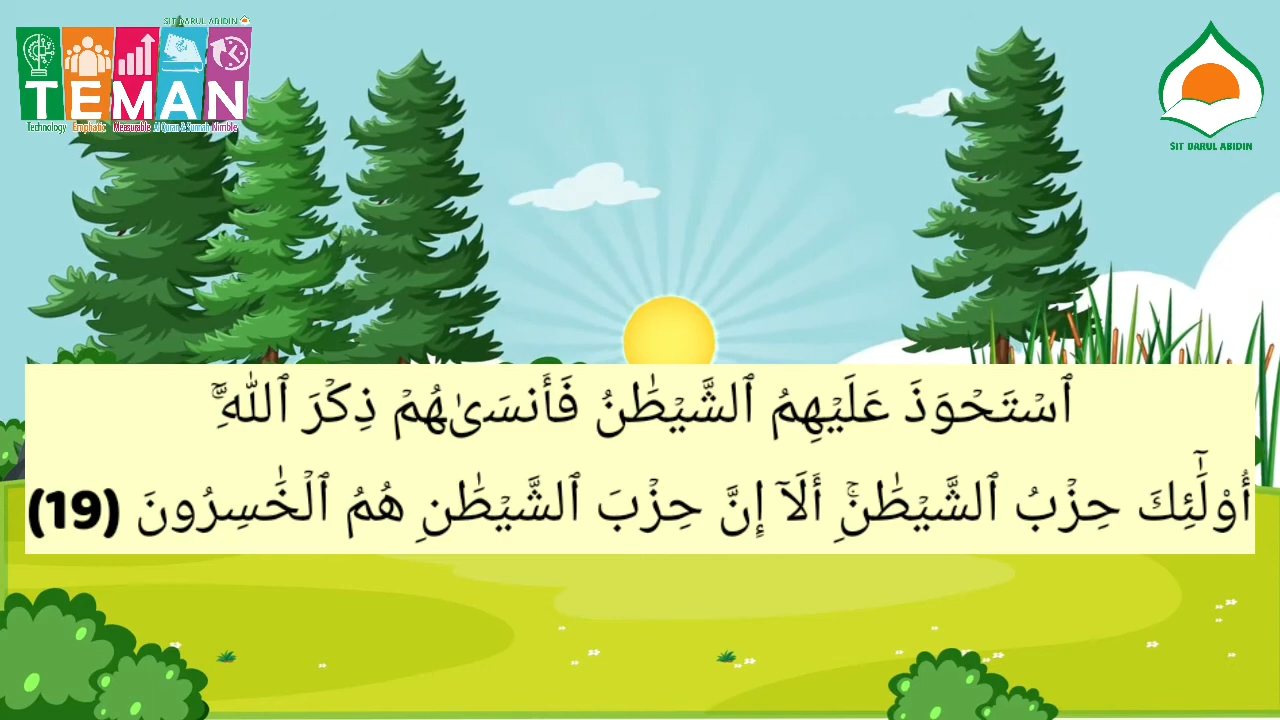 SIT DARUL ABIDIN
TEMAN
Technology Emphatic Measurable Al Quran & Sunnah Nimble
SIT DARUL ABIDIN
ٱسۡتَحۡوَذَ عَلَيۡهِمُ ٱلشَّيۡطَٰنُ فَأَنسَىٰهُمۡ ذِكۡرَ ٱللَّهِۚ
أُوْلَٰٓئِكَ حِزۡبُ ٱلشَّيۡطَٰنِۚ أَلَآ إِنَّ حِزۡبَ ٱلشَّيۡطَٰنِ هُمُ ٱلۡخَٰسِرُونَ (19)